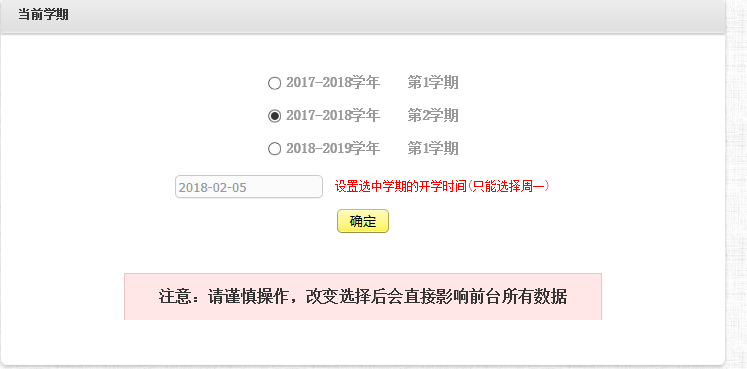 当前学期
2017-2018学年 第1学期
2017-2018学年 第2学期
2018-2019学年 第1学期
2018-02-05 设置选中学期的开学时间(只能选择周一)
确定
注意：请谨慎操作，改变选择后会直接影响前台所有数据